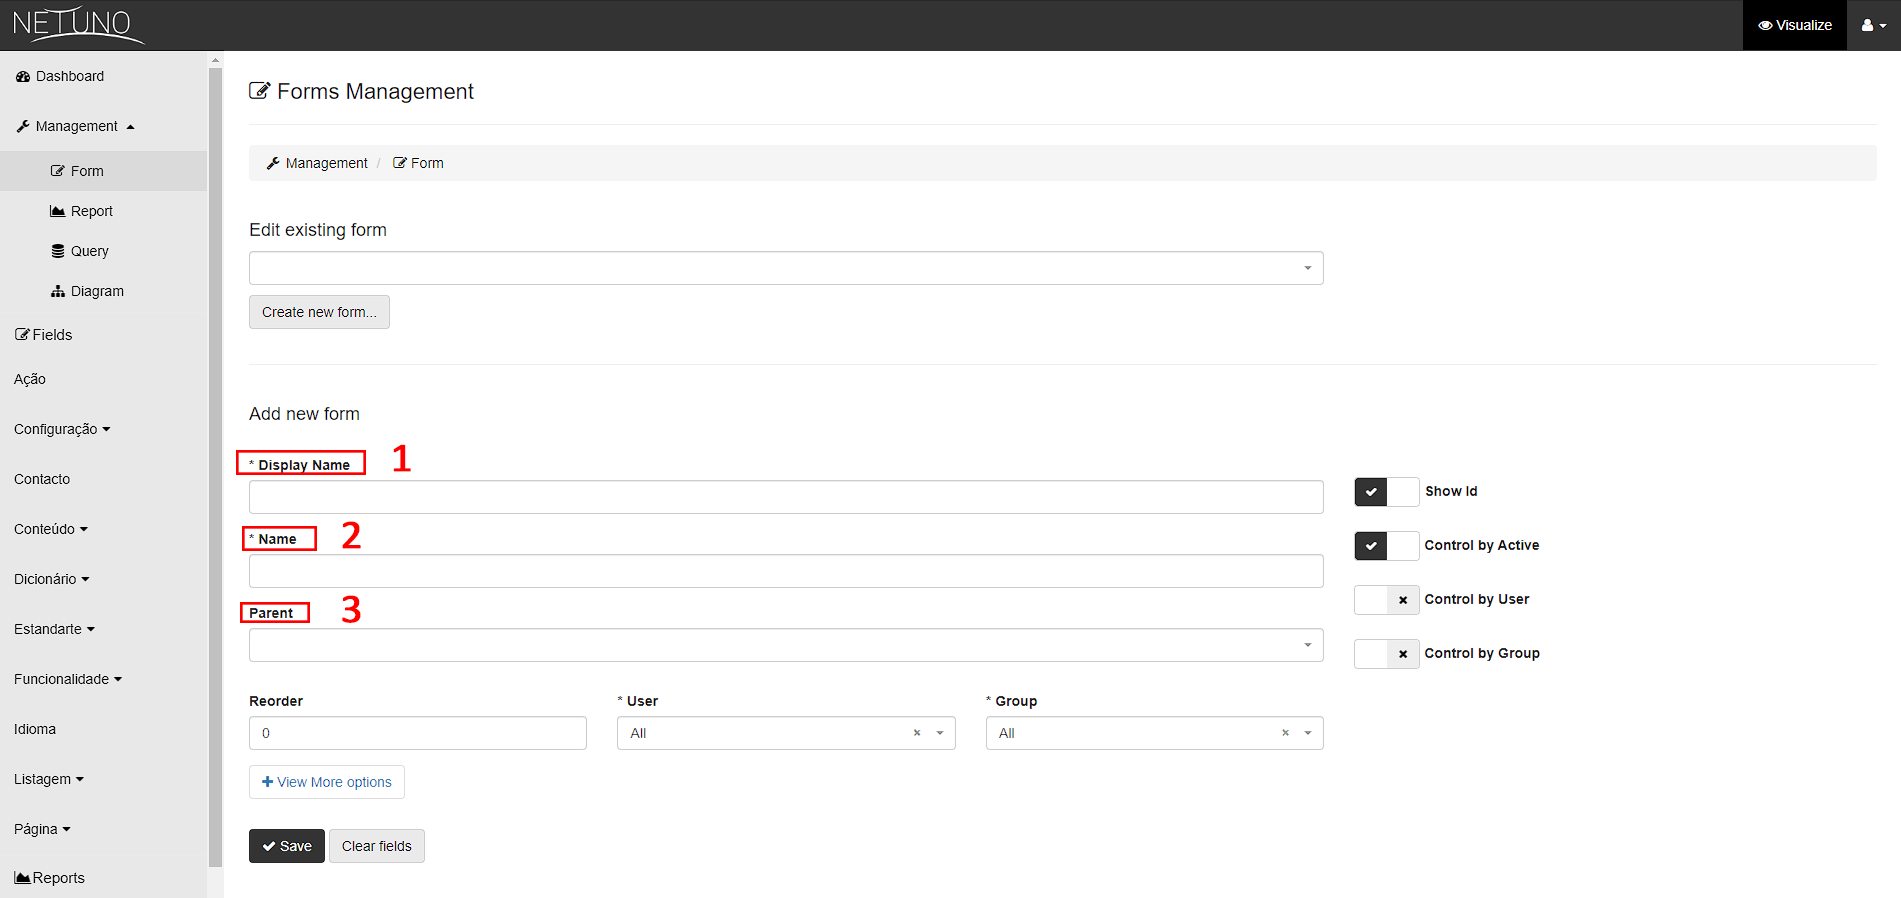 NETUNO
Visualize
Dashboard
Management
Form
Report
Query
Diagram
Fields
Ação
Configuração
Contacto
Conteúdo
Dicionário
Estandarte
Funcionalidade
Idioma
Listagem
Página
Reports
Forms Management
Management / Form
Edit existing form
Create new form...
Add new form
* Display Name 1
* Name 2
Parent 3
Show Id
Control by Active
Control by User
Control by Group
Reorder * User * Group
0 All × All ×
+ View More options
Save Clear fields